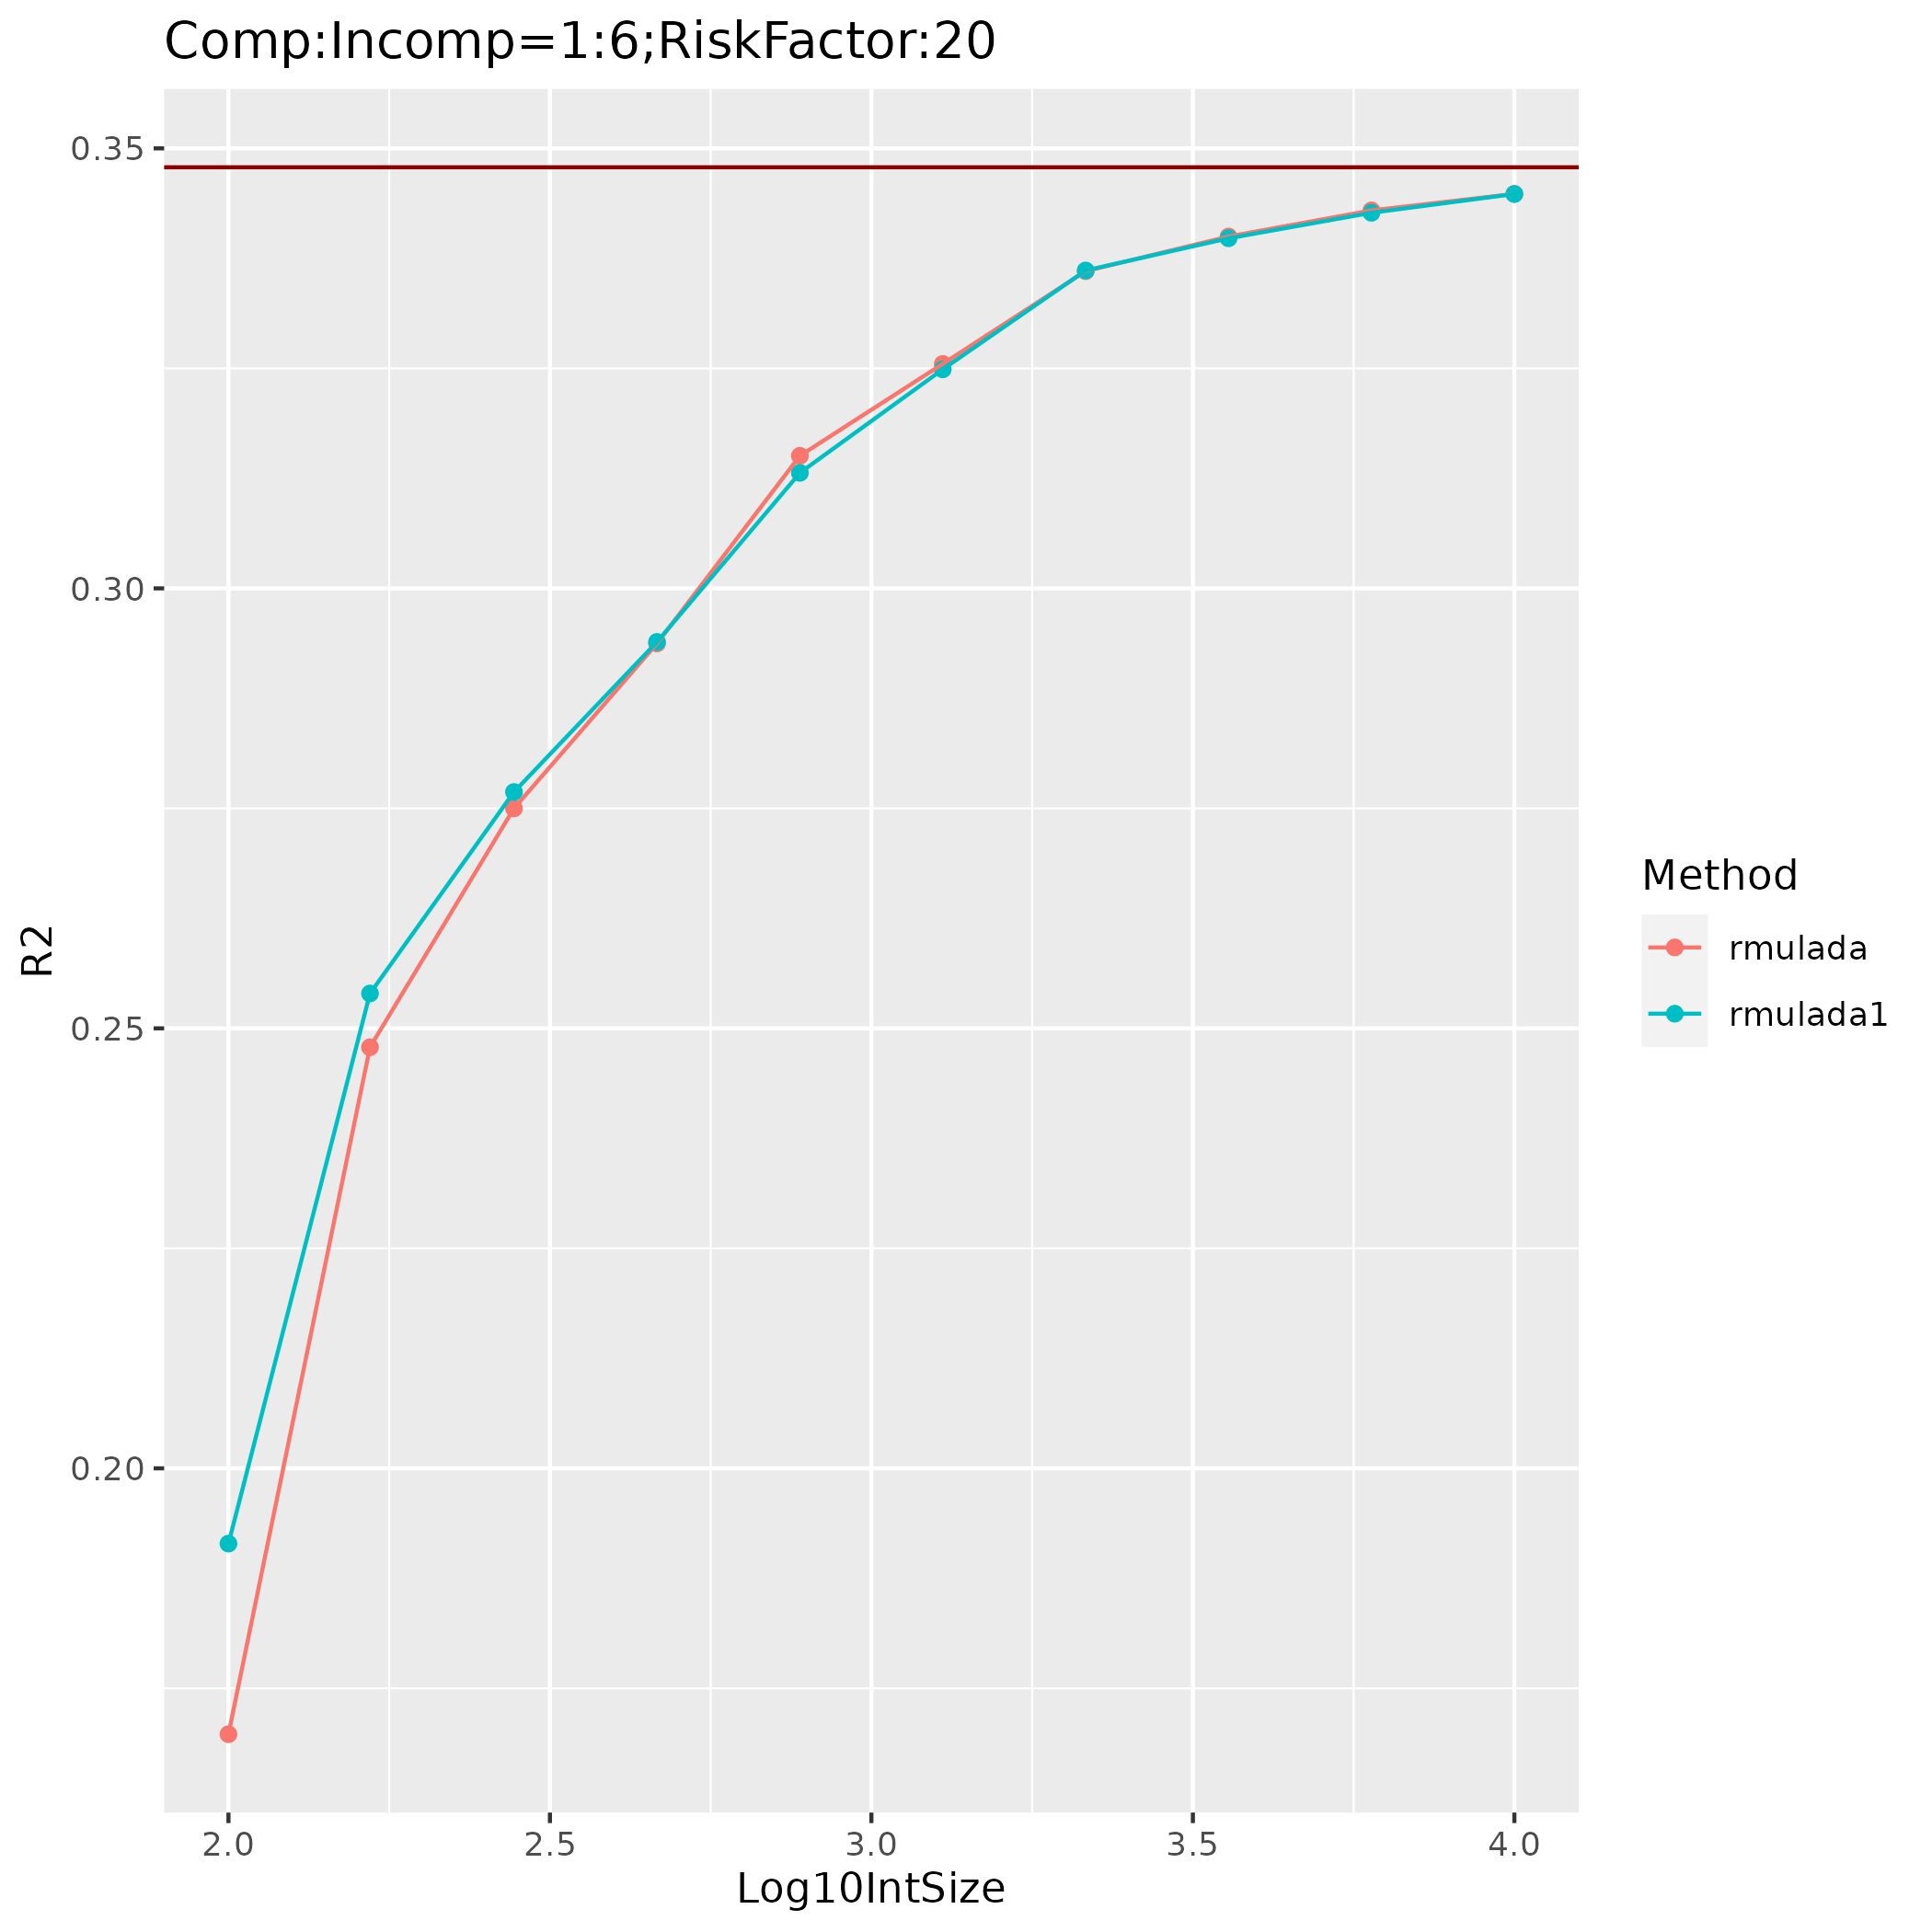 Comp:Incomp=1:6;RiskFactor:20
0.35
0.30
0.25
0.20
R2
2.0 2.5 3.0 3.5 4.0
Log10IntSize
Method
rmulada
rmulada1